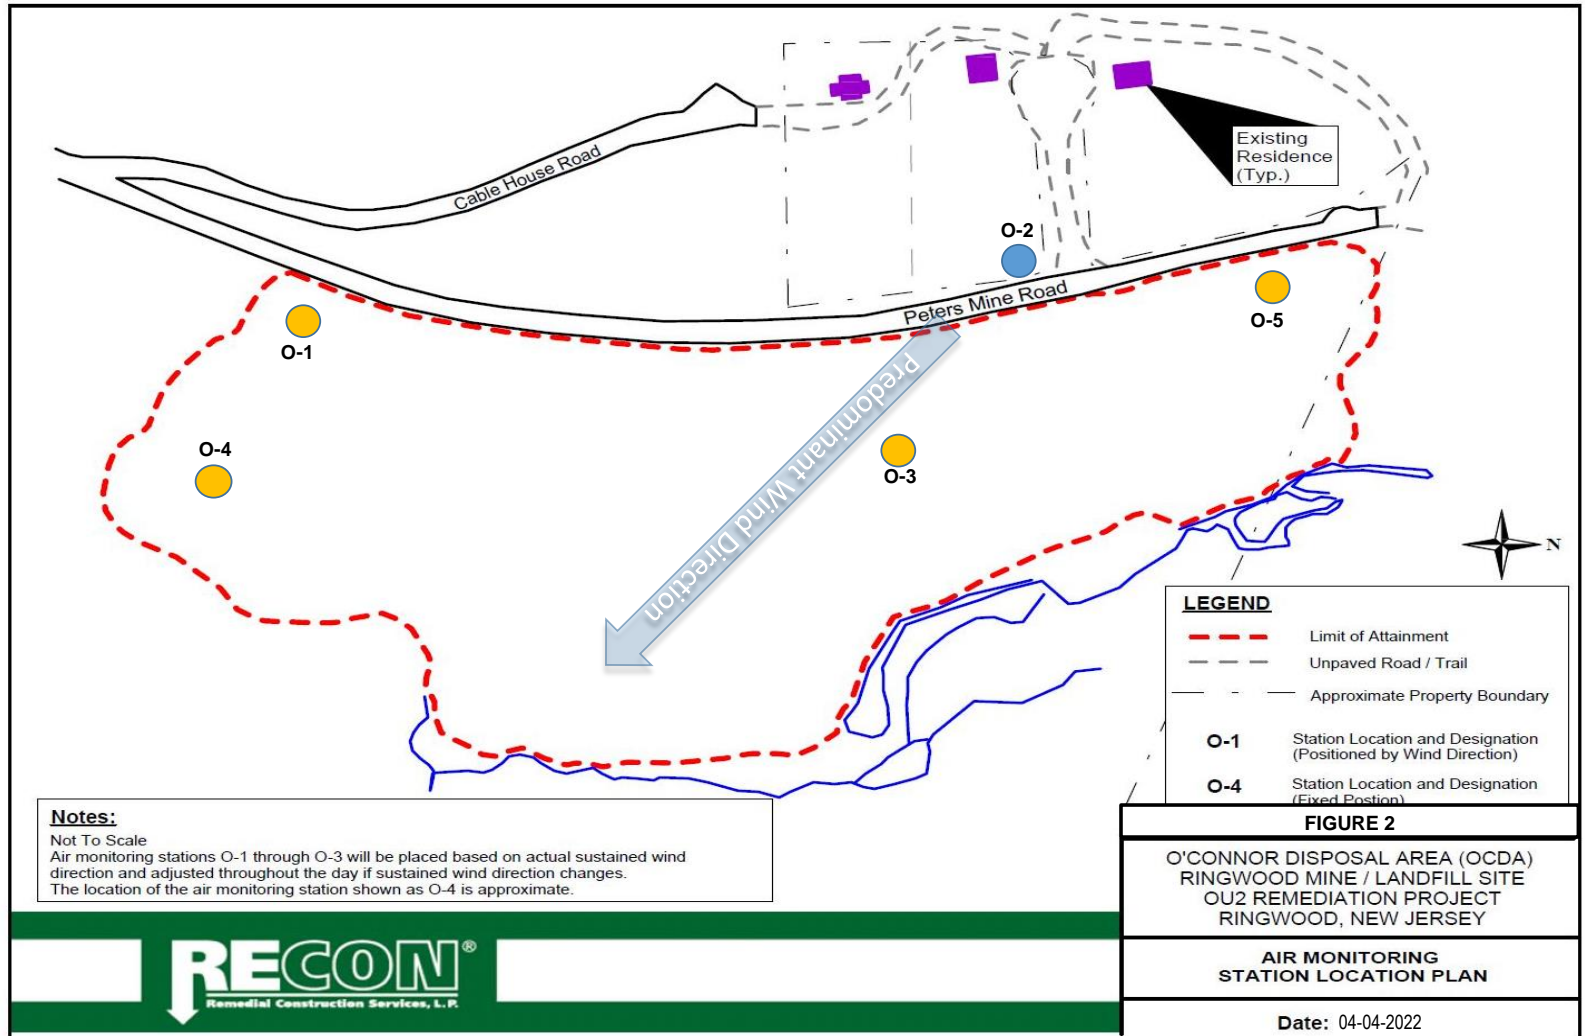 Cable House Road
Existing
Residence
(Typ.)
O-2
Peters Mine Road
O-5
O-1
Predominant Wind Direction
O-4
O-3
N
LEGEND
Limit of Attainment
Unpaved Road / Trail
Approximate Property Boundary
O-1 Station Location and Designation
(Positioned by Wind Direction)
O-4 Station Location and Designation
(Fixed Postion)
Notes:
Not To Scale
Air monitoring stations O-1 through O-3 will be placed based on actual sustained wind
direction and adjusted throughout the day if sustained wind direction changes.
The location of the air monitoring station shown as O-4 is approximate.
FIGURE 2
O'CONNOR DISPOSAL AREA (OCDA)
RINGWOOD MINE / LANDFILL SITE
OU2 REMEDIATION PROJECT
RINGWOOD, NEW JERSEY
AIR MONITORING
STATION LOCATION PLAN
Date: 04-04-2022
RECON®
Remedial Construction Services, L.P.